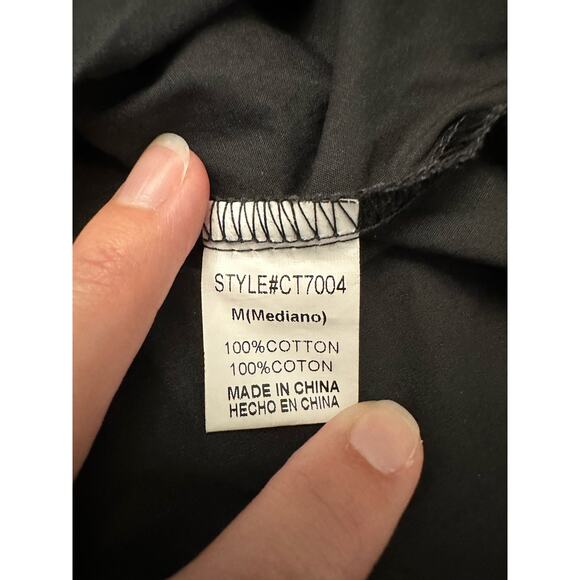 STYLE#CT7004
M(Mediano)
100%COTTON
100%COTON
MADE IN CHINA
HECHO EN CHINA